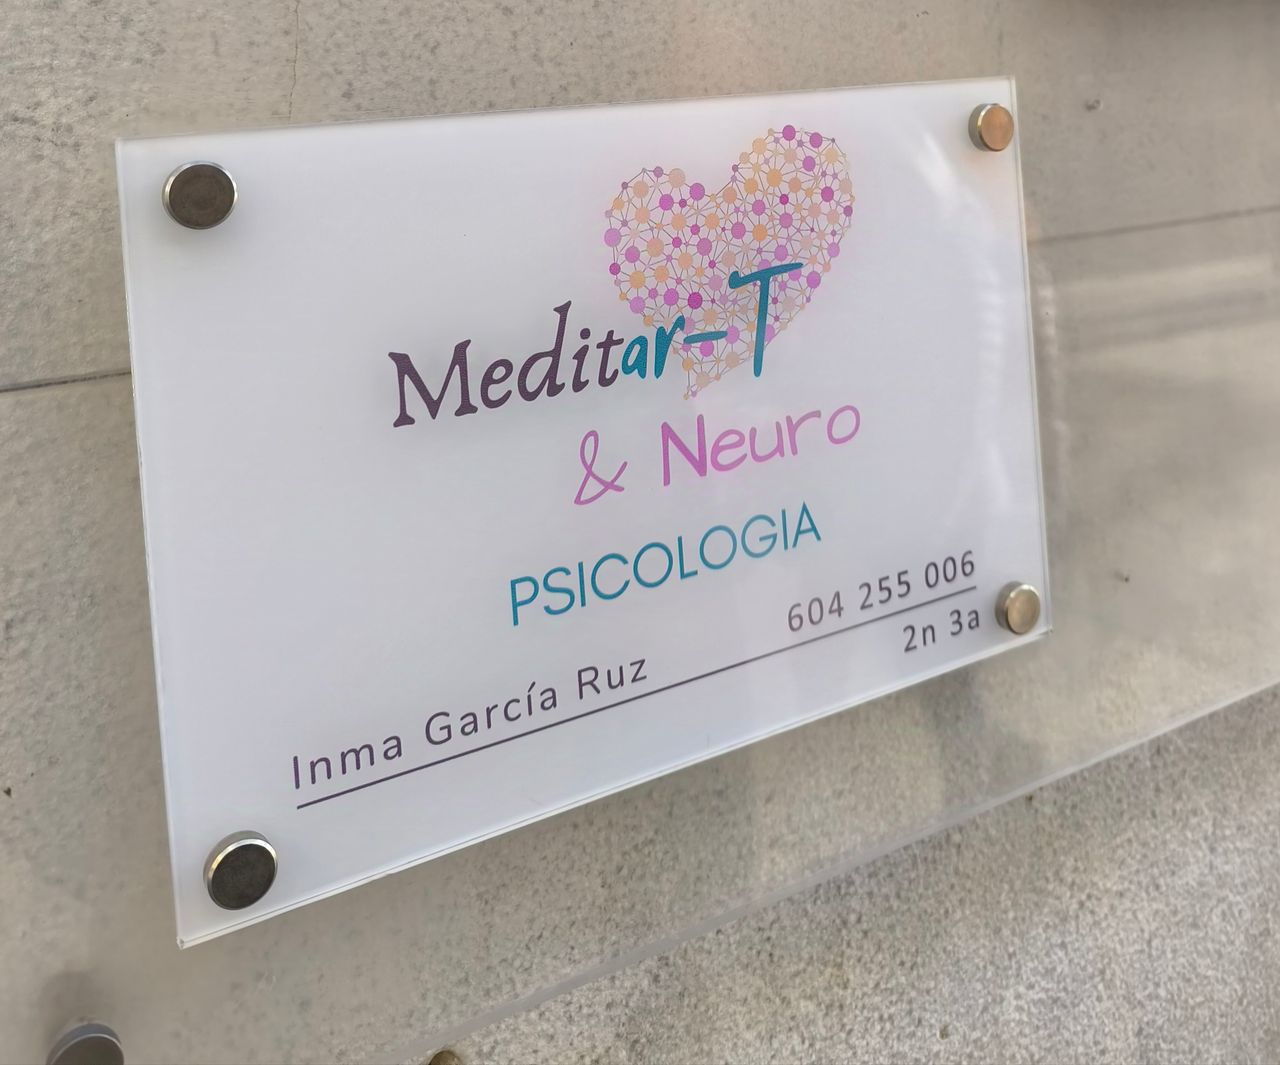 Meditar-T
& Neuro
PSICOLOGIA
Inma García Ruz 604 255 006
2n 3a